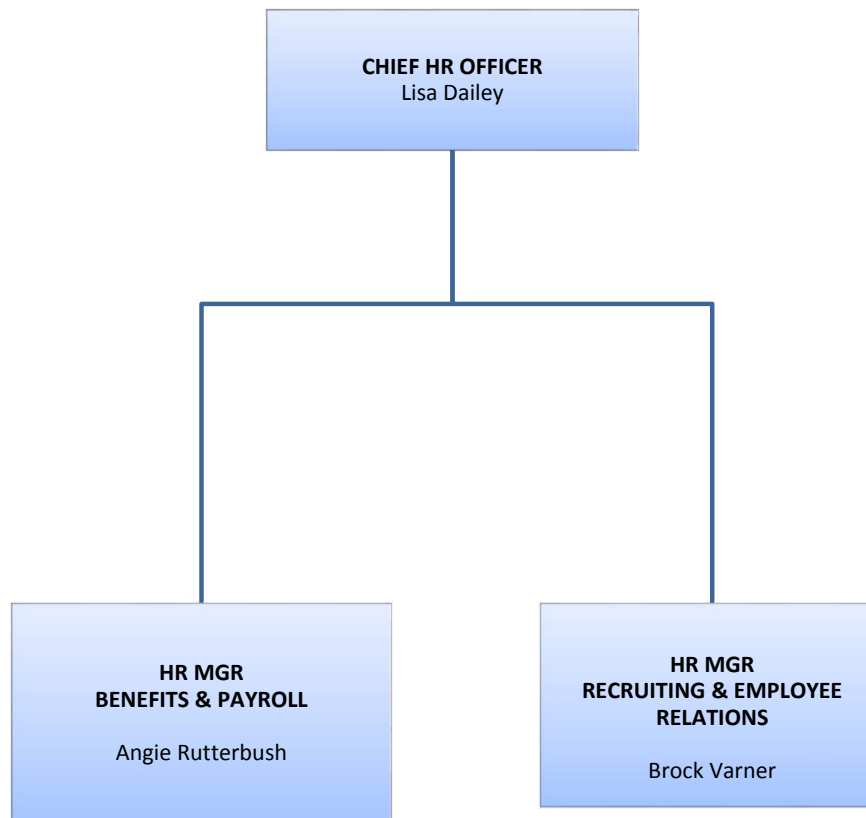 CHIEF HR OFFICER
Lisa Dailey
HR MGR
BENEFITS & PAYROLL
Angie Rutterbush
HR MGR
RECRUITING & EMPLOYEE
RELATIONS
Brock Varner